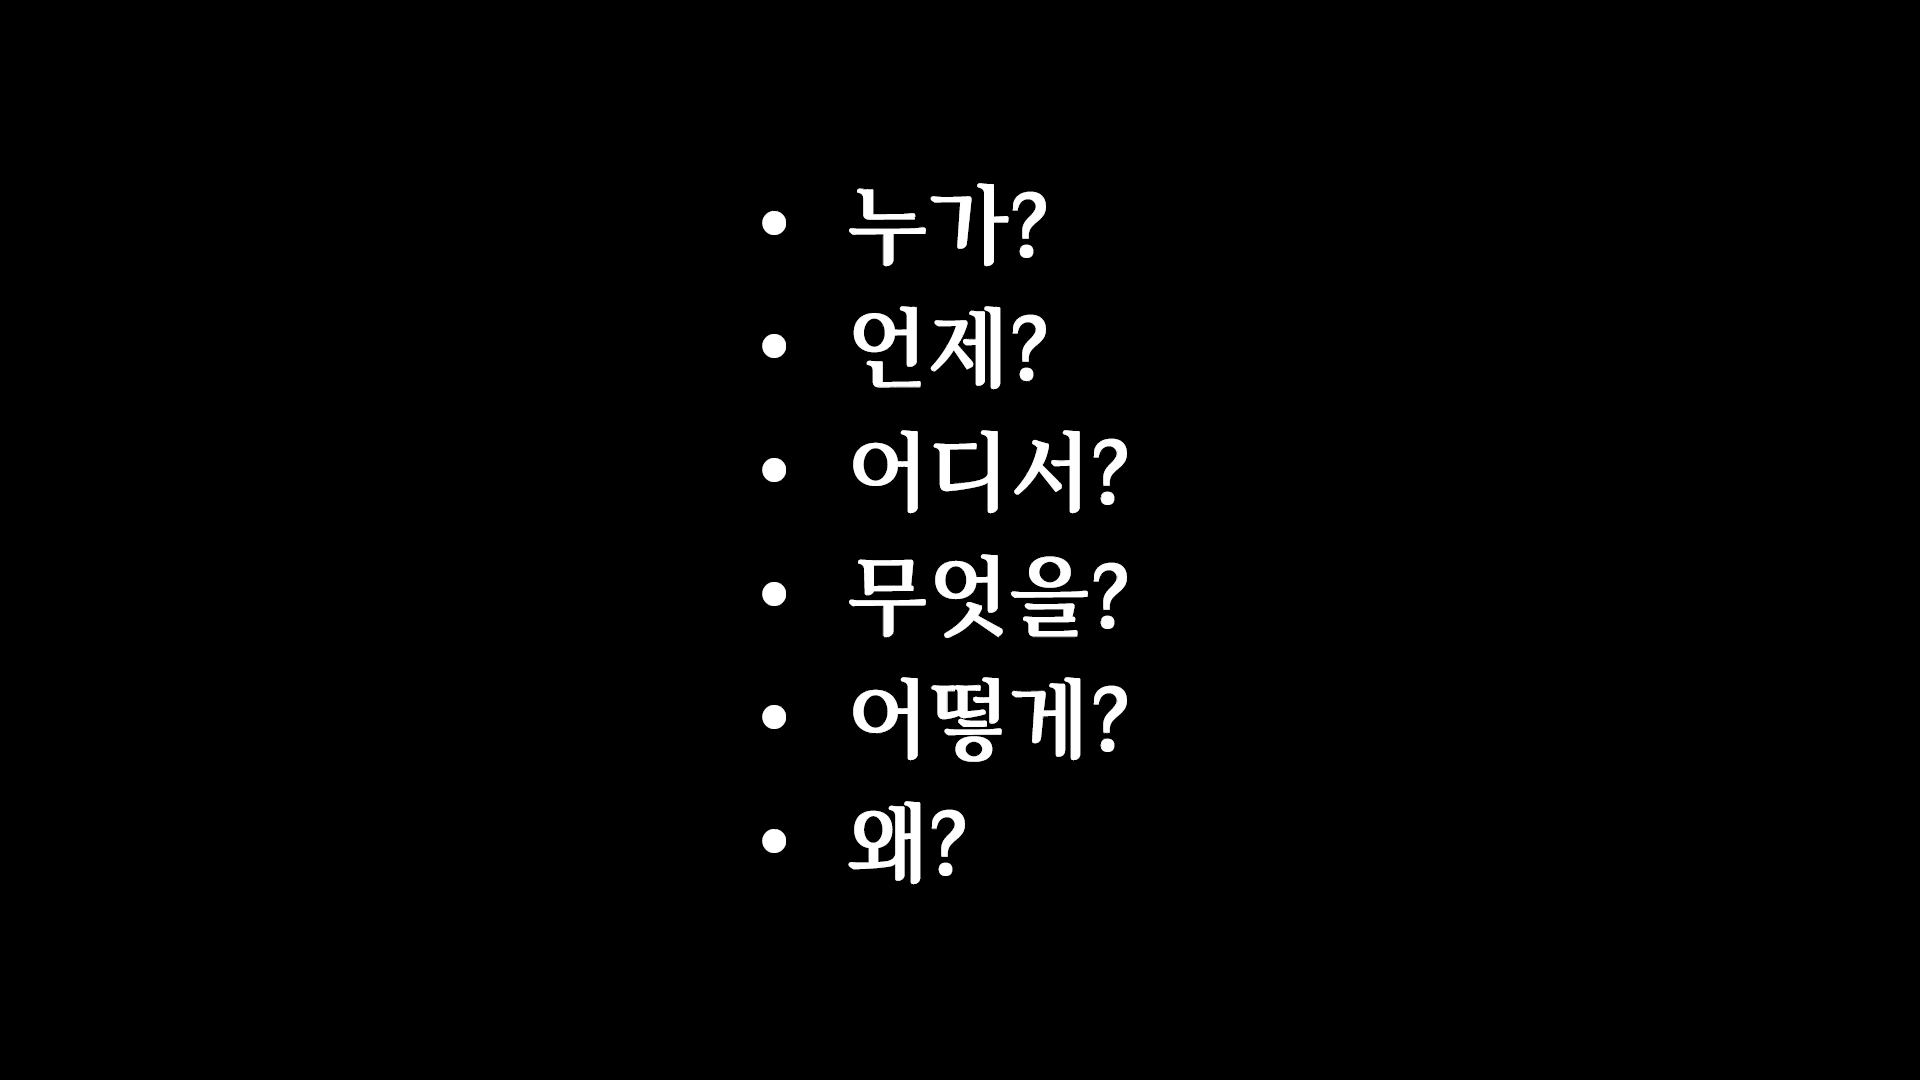 • 누가?
• 언제?
• 어디서?
• 무엇을?
• 어떻게?
• 왜?